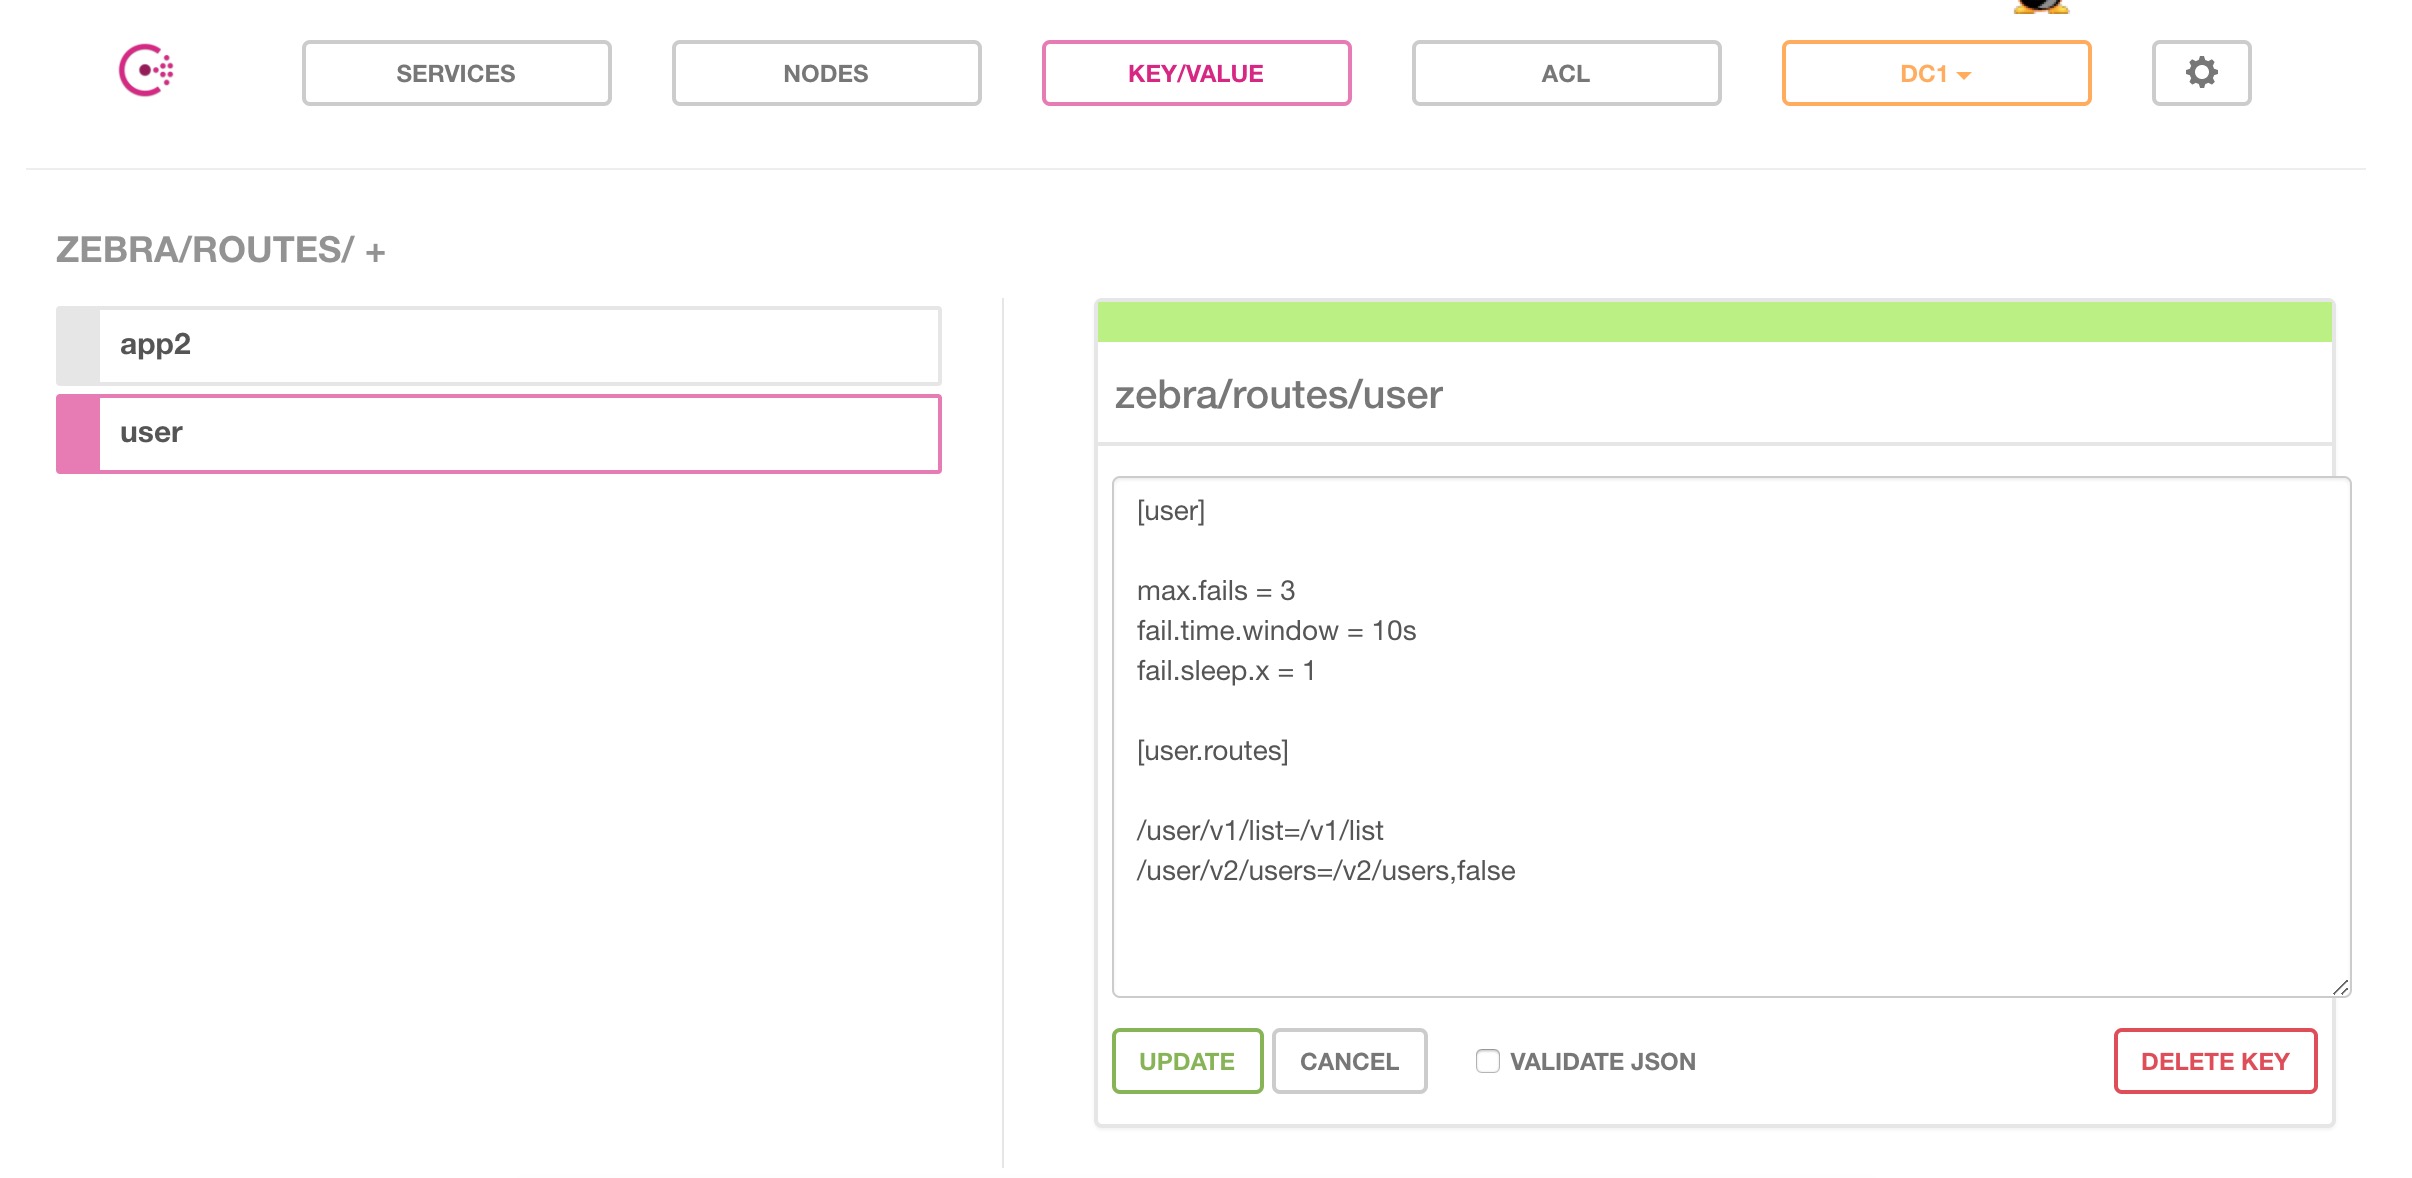 SERVICES
NODES
KEY/VALUE
ACL
DC1
ZEBRA/ROUTES/ +
app2
user
zebra/routes/user
[user]
max.fails = 3
fail.time.window = 10s
fail.sleep.x = 1
[user.routes]
/user/v1/list=/v1/list
/user/v2/users=/v2/users,false
UPDATE
CANCEL
VALIDATE JSON
DELETE KEY